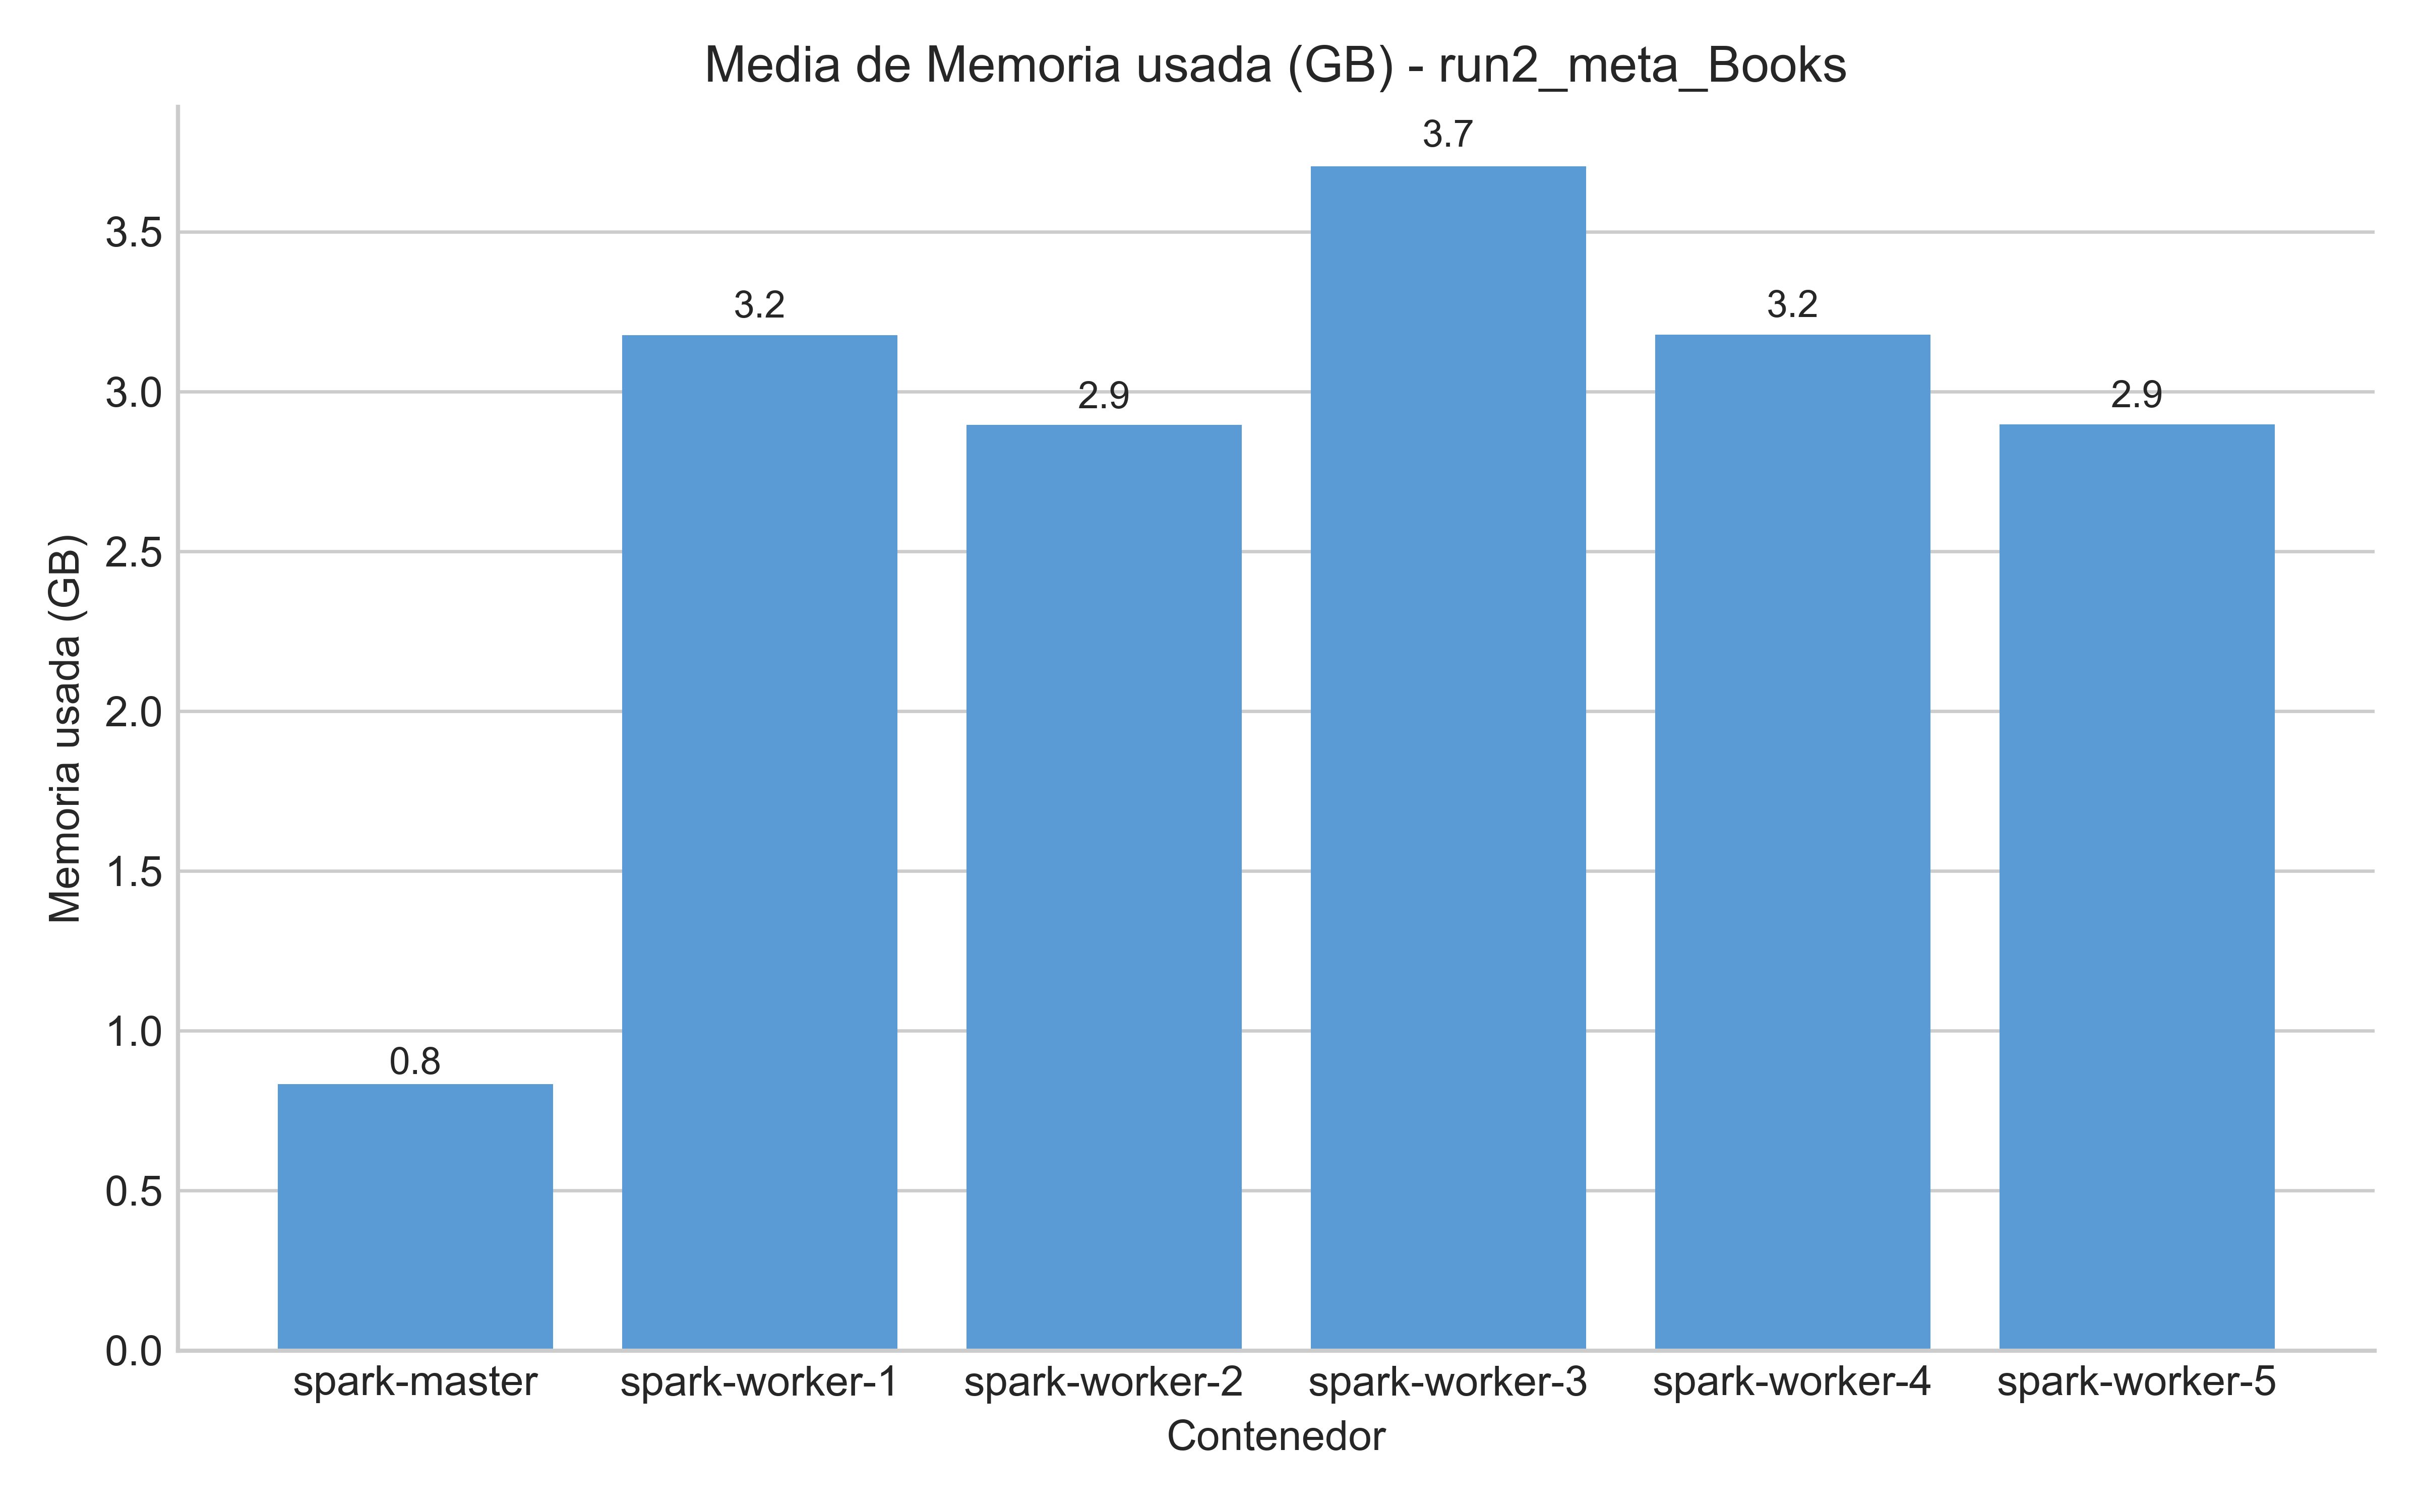 Media de Memoria usada (GB) - run2_meta_Books
3.7
3.5
3.2
3.2
3.0
2.9
2.9
2.5
2.0
1.5
1.0
0.8
0.5
0.0
Memoria usada (GB)
spark-master
spark-worker-1
spark-worker-2
spark-worker-3
spark-worker-4
spark-worker-5
Contenedor